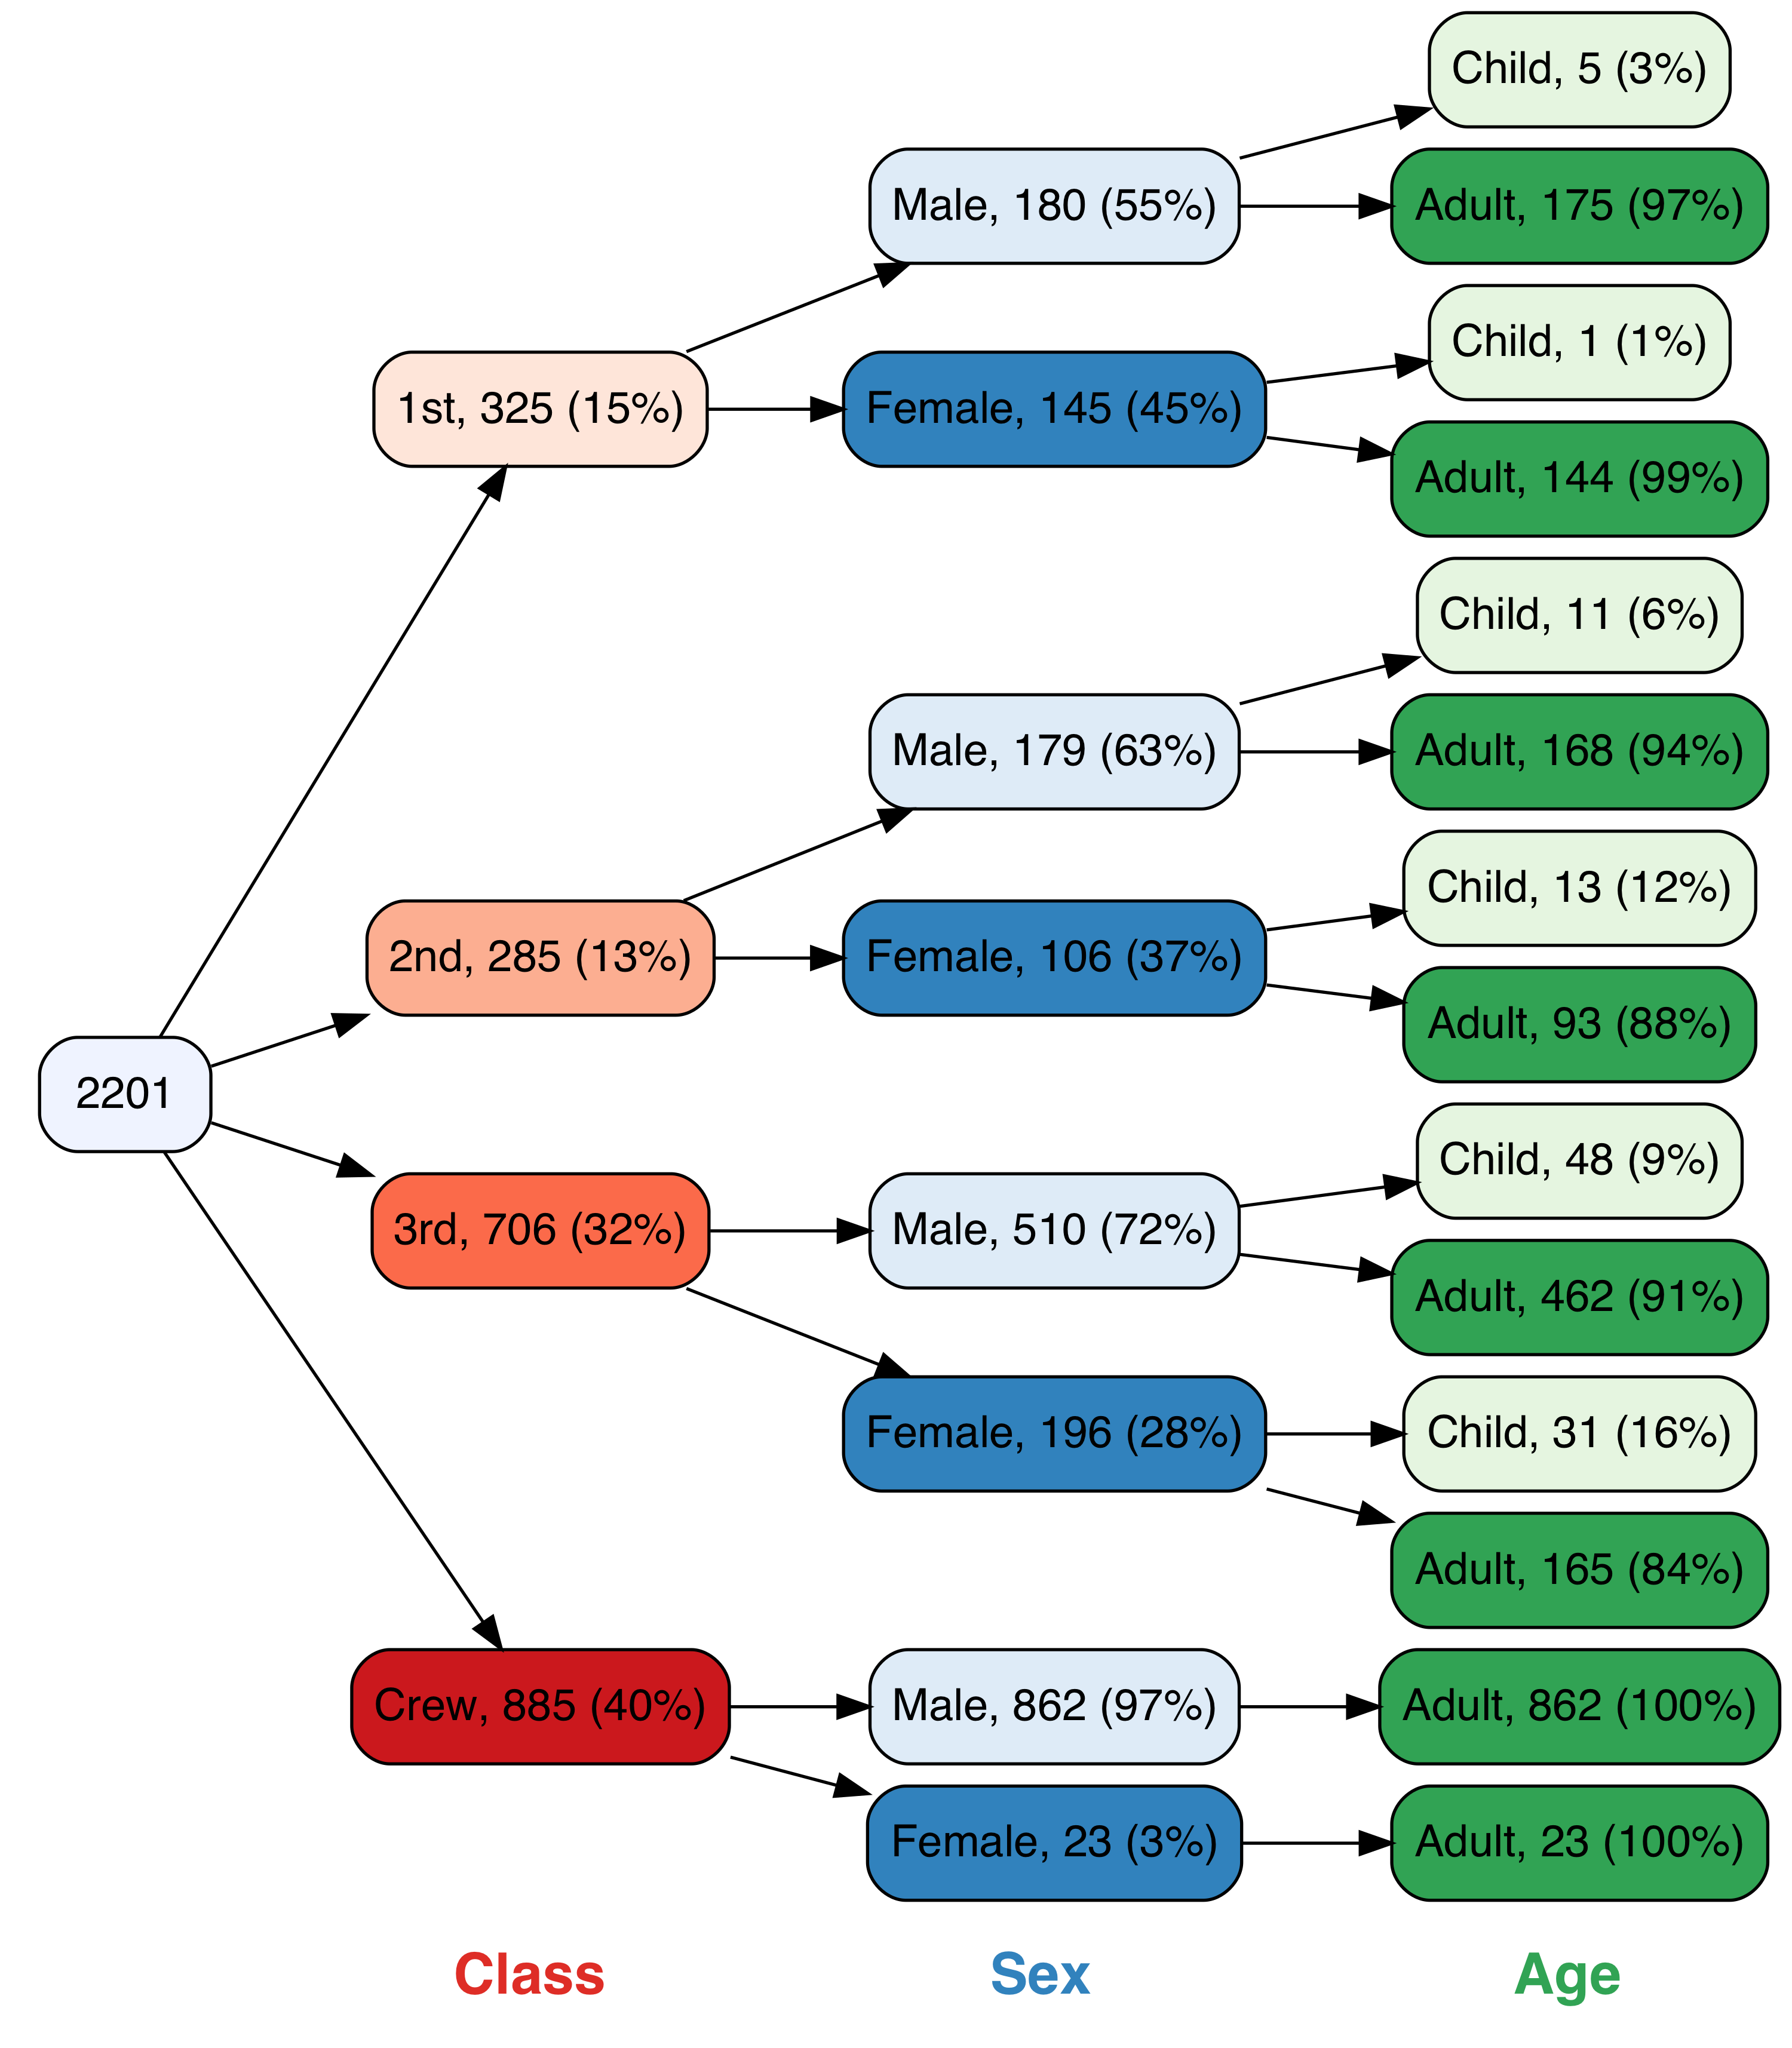 Child, 5 (3%)
Male, 180 (55%)
Adult, 175 (97%)
Child, 1 (1%)
1st, 325 (15%)
Female, 145 (45%)
Adult, 144 (99%)
Child, 11 (6%)
Male, 179 (63%)
Adult, 168 (94%)
Child, 13 (12%)
2nd, 285 (13%)
Female, 106 (37%)
Adult, 93 (88%)
2201
Child, 48 (9%)
3rd, 706 (32%)
Male, 510 (72%)
Adult, 462 (91%)
Female, 196 (28%)
Child, 31 (16%)
Adult, 165 (84%)
Crew, 885 (40%)
Male, 862 (97%)
Adult, 862 (100%)
Female, 23 (3%)
Adult, 23 (100%)
Class
Sex
Age